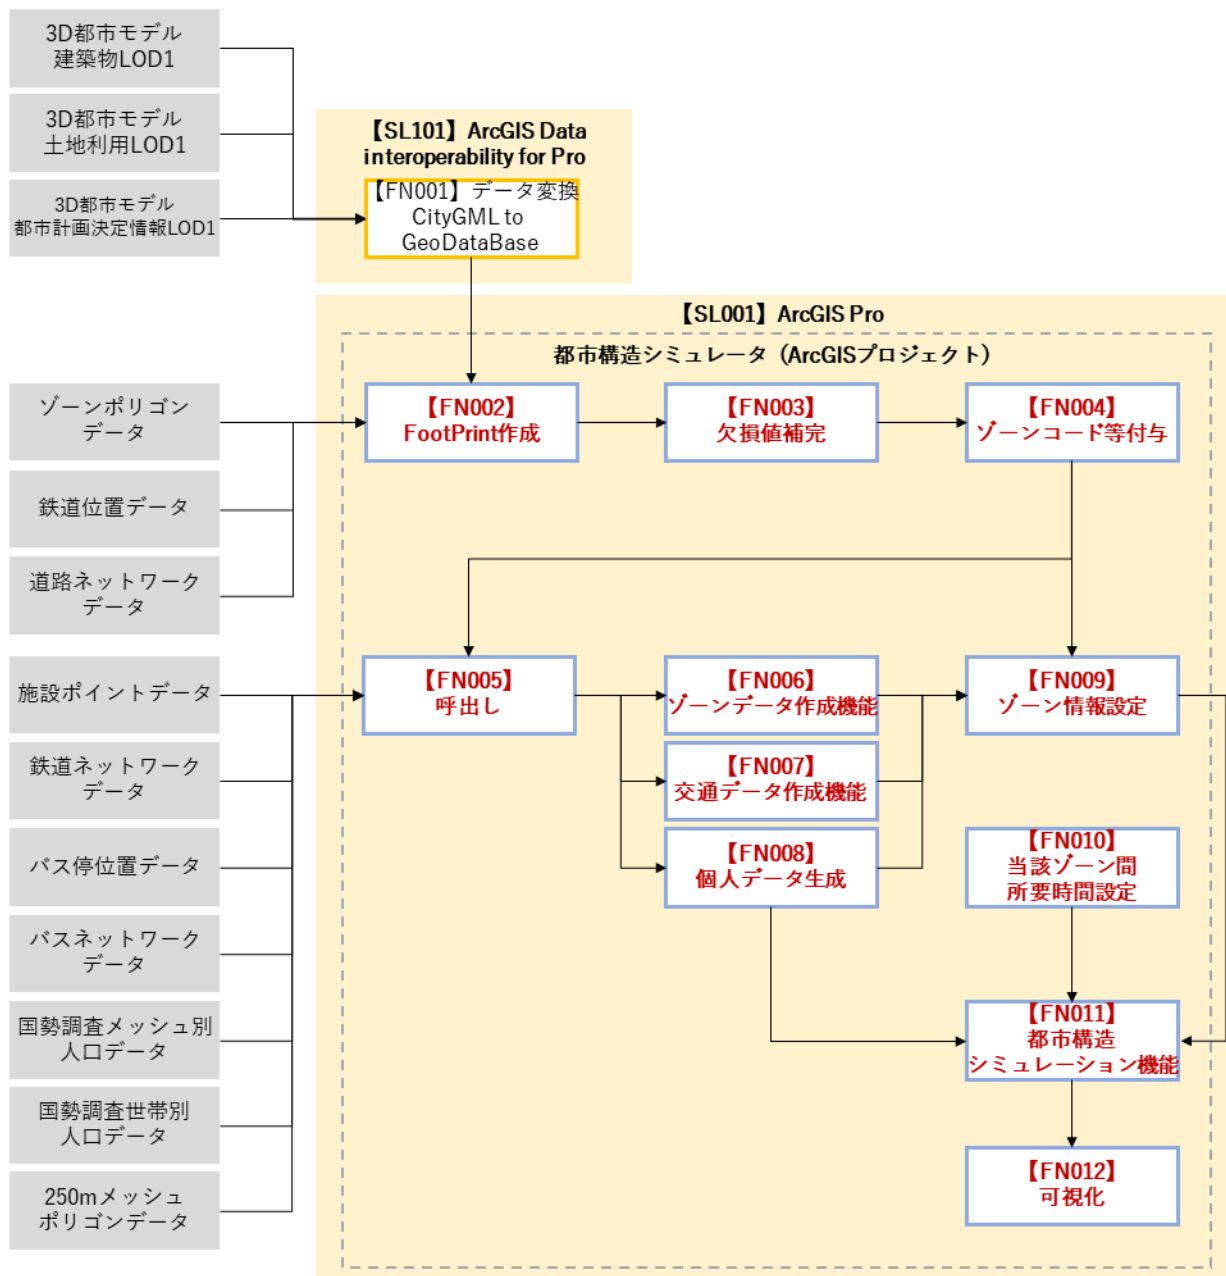 3D都市モデル
建築物LOD1
3D都市モデル
土地利用LOD1
3D都市モデル
都市計画決定情報LOD1
【SL101】ArcGIS Data
interoperability for Pro
【FN001】データ変換
CityGML to
GeoDataBase
【SL001】ArcGIS Pro
都市構造シミュレータ（ArcGISプロジェクト）
ゾーンポリゴン
データ
鉄道位置データ
道路ネットワーク
データ
【FN002】
FootPrint作成
【FN003】
欠損値補完
【FN004】
ゾーンコード等付与
施設ポイントデータ
鉄道ネットワーク
データ
バス停位置データ
バスネットワーク
データ
国勢調査メッシュ別
人口データ
国勢調査世帯別
人口データ
250mメッシュ
ポリゴンデータ
【FN005】
呼出し
【FN006】
ゾーンデータ作成機能
【FN007】
交通データ作成機能
【FN008】
個人データ生成
【FN009】
ゾーン情報設定
【FN010】
当該ゾーン間
所要時間設定
【FN011】
都市構造
シミュレーション機能
【FN012】
可視化